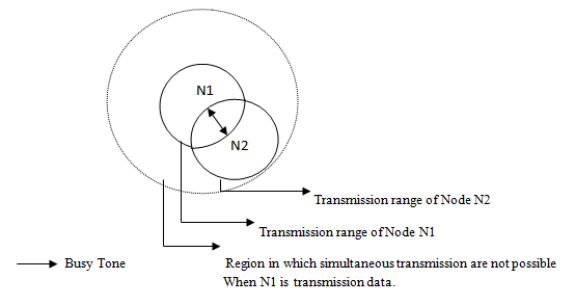 N1
N2
Transmission range of Node N2
Transmission range of Node N1
Busy Tone
Region in which simultaneous transmission are not possible
When N1 is transmission data.